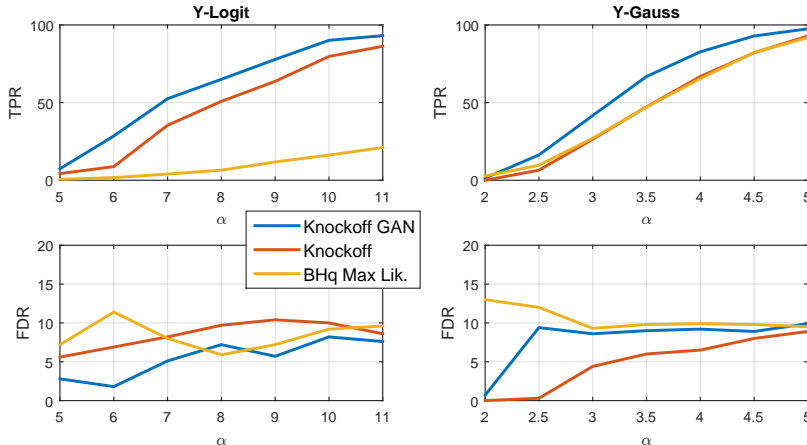 Y-Logit
TPR
100
50
0
5 6 7 8 9 10 11
α
Y-Gauss
TPR
100
50
0
2 2.5 3 3.5 4 4.5 5
α
Knockoff GAN
Knockoff
BHq Max Lik.
FDR
20
15
10
5
0
5 6 7 8 9 10 11
α
FDR
20
15
10
5
0
2 2.5 3 3.5 4 4.5 5
α